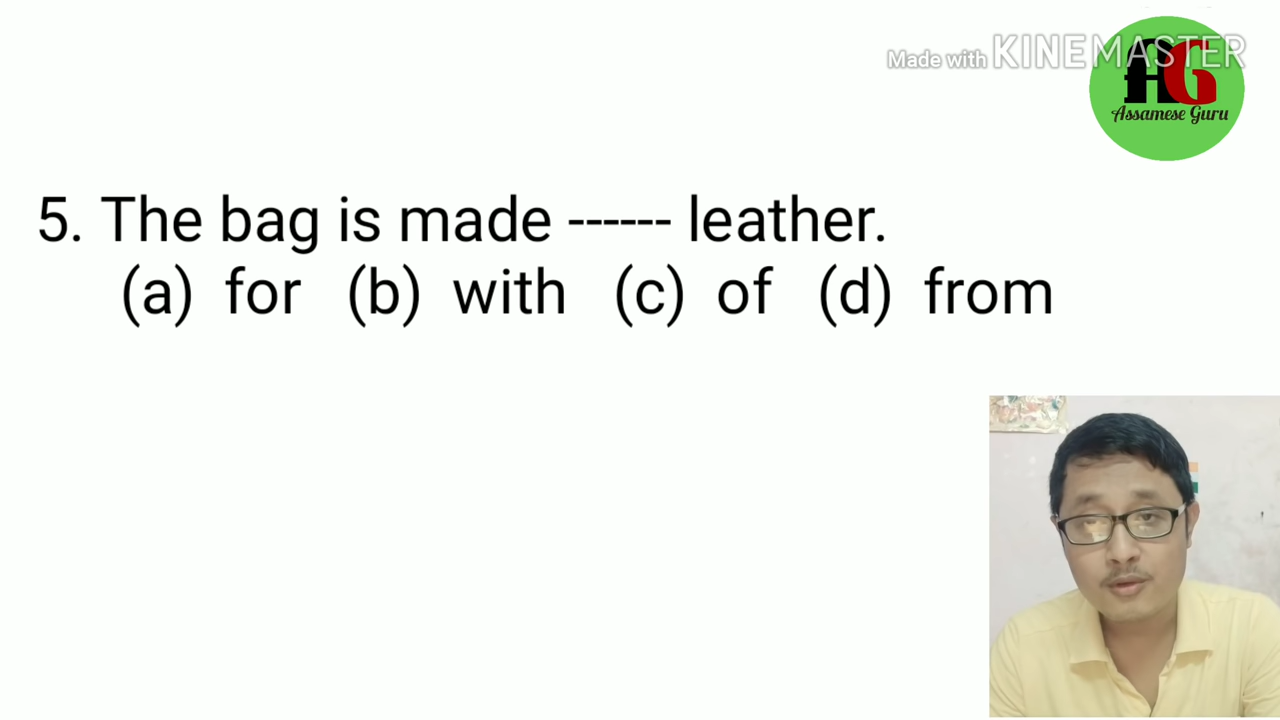 Made with KINEMASTER
AG
Assamese Guru
5. The bag is made ------ leather.
(a) for (b) with (c) of (d) from